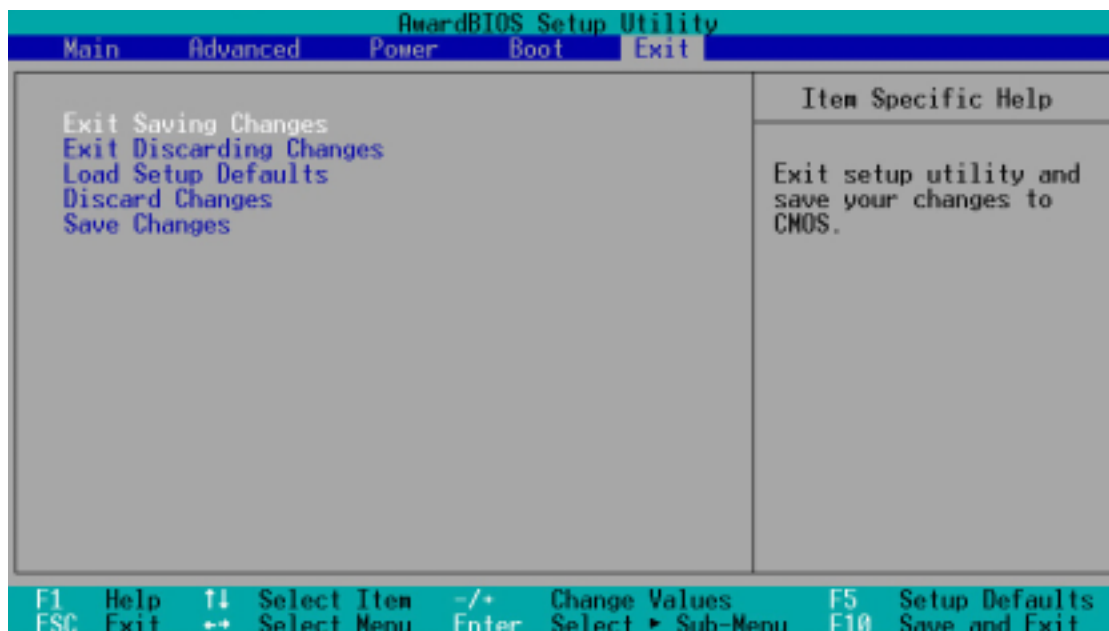 AwardBIOS Setup Utility
Main Advanced Power Boot Exit
Exit Saving Changes
Exit Discarding Changes
Load Setup Defaults
Discard Changes
Save Changes
Item Specific Help
Exit setup utility and
save your changes to
CMOS.
F1 Help ↑↓ Select Item -/+ Change Values F5 Setup Defaults
ESC Exit ←→ Select Menu Enter Select ► Sub-Menu F10 Save and Exit